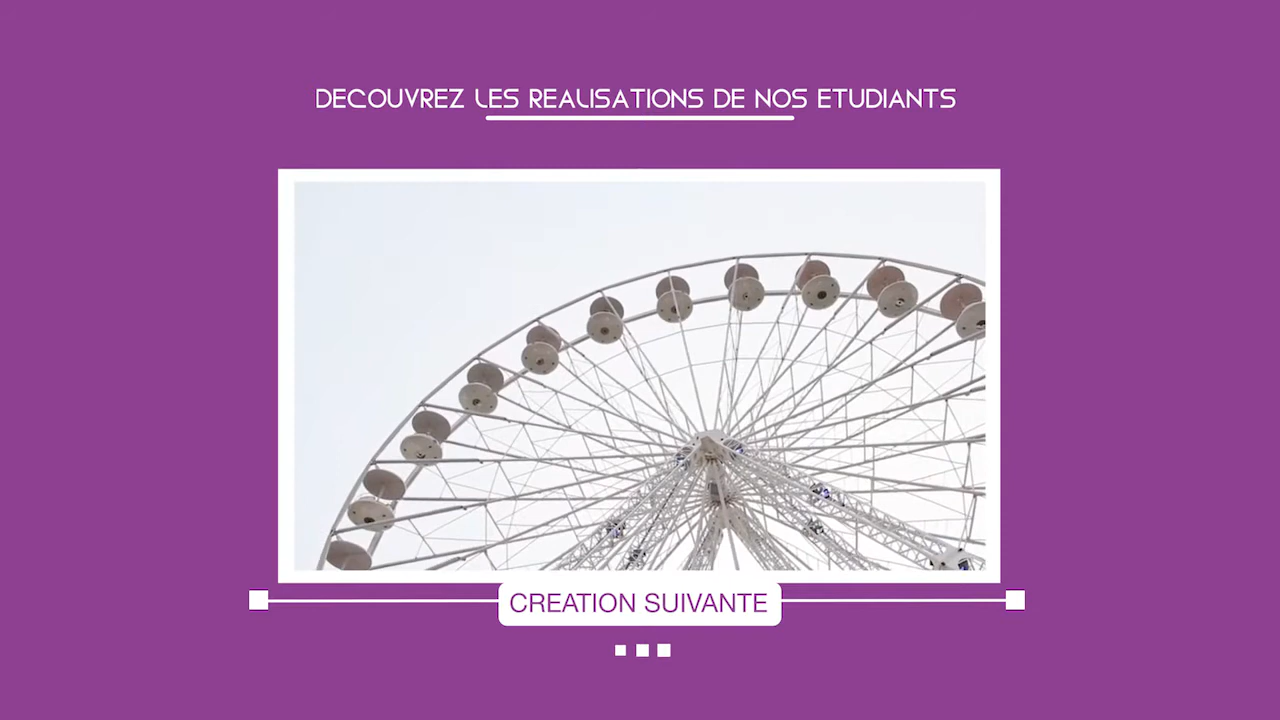 DECOUVREZ LES REALISATIONS DE NOS ETUDIANTS
CREATION SUIVANTE